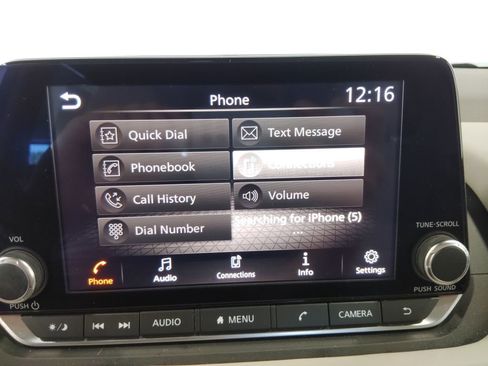 Phone
12:16
Quick Dial
Text Message
Phonebook
Connections
Call History
Volume
Dial Number
Searching for iPhone (5)
...
Phone
Audio
Connections
i
Info
Settings
VOL
PUSH
TUNE·SCROLL
PUSH SOUND
AUDIO
MENU
CAMERA